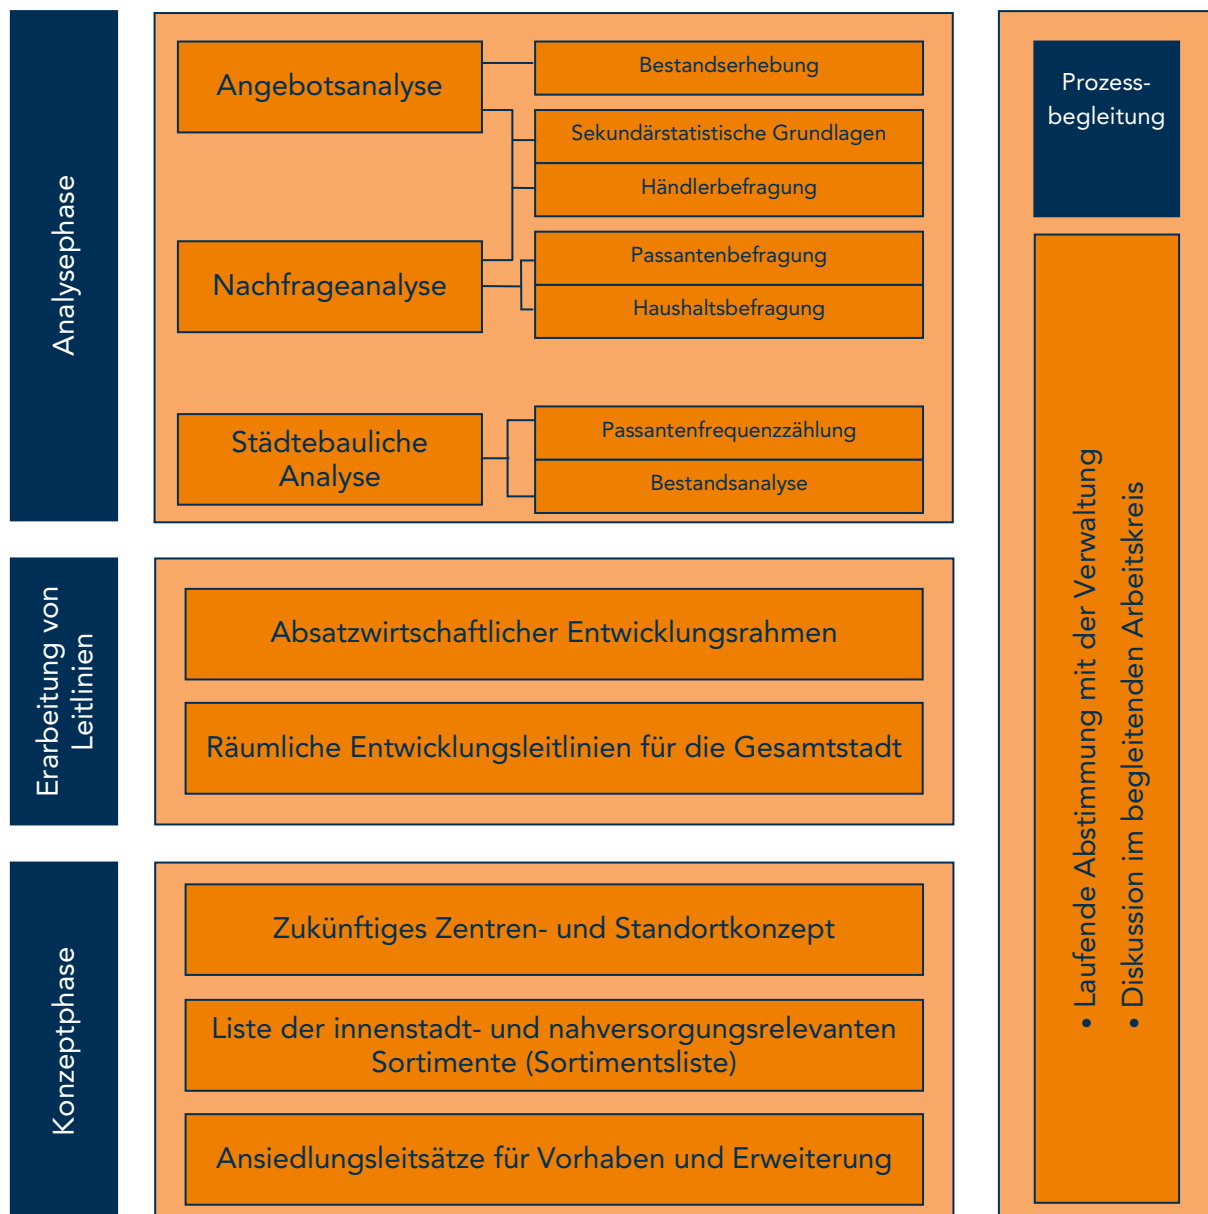 Analysephase
Angebotsanalyse
Bestandserhebung
Sekundärstatistische Grundlagen
Händlerbefragung
Nachfrageanalyse
Passantenbefragung
Haushaltsbefragung
Städtebauliche
Analyse
Passantenfrequenzzählung
Bestandsanalyse
Erarbeitung von
Leitlinien
Absatzwirtschaftlicher Entwicklungsrahmen
Räumliche Entwicklungsleitlinien für die Gesamtstadt
Konzeptphase
Zukünftiges Zentren- und Standortkonzept
Liste der innenstadt- und nahversorgungsrelevanten
Sortimente (Sortimentsliste)
Ansiedlungsleitsätze für Vorhaben und Erweiterung
Prozess-
begleitung
• Laufende Abstimmung mit der Verwaltung
• Diskussion im begleitenden Arbeitskreis